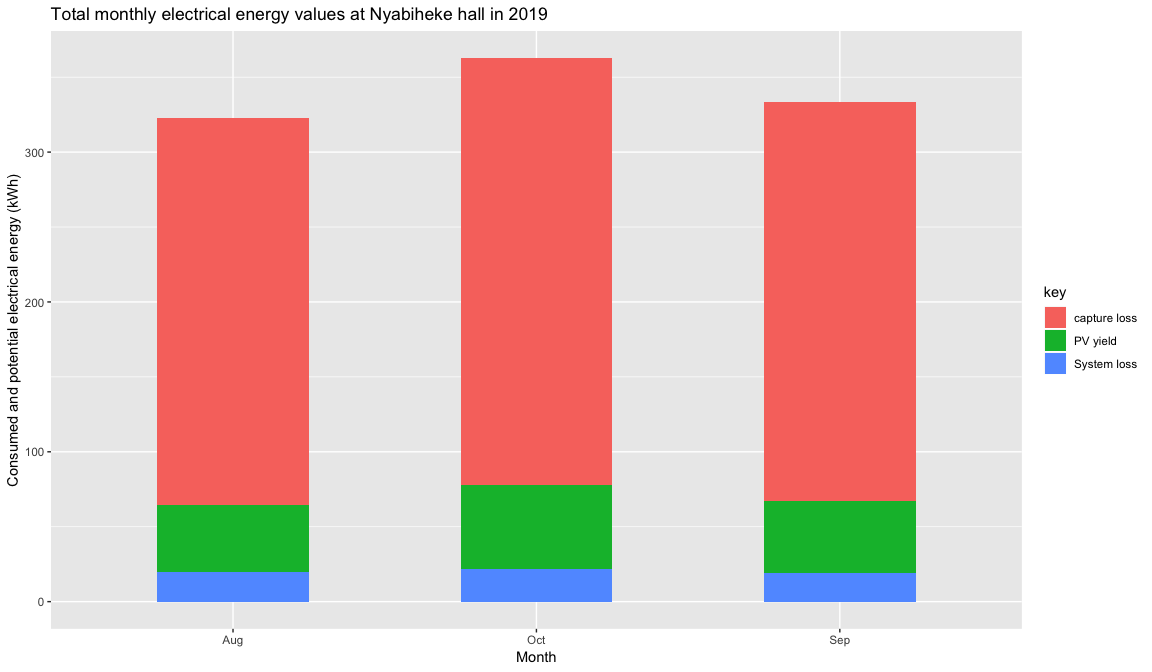 Total monthly electrical energy values at Nyabiheke hall in 2019
Consumed and potential electrical energy (kWh)
300
200
100
0
Aug
Oct
Sep
Month
key
capture loss
PV yield
System loss